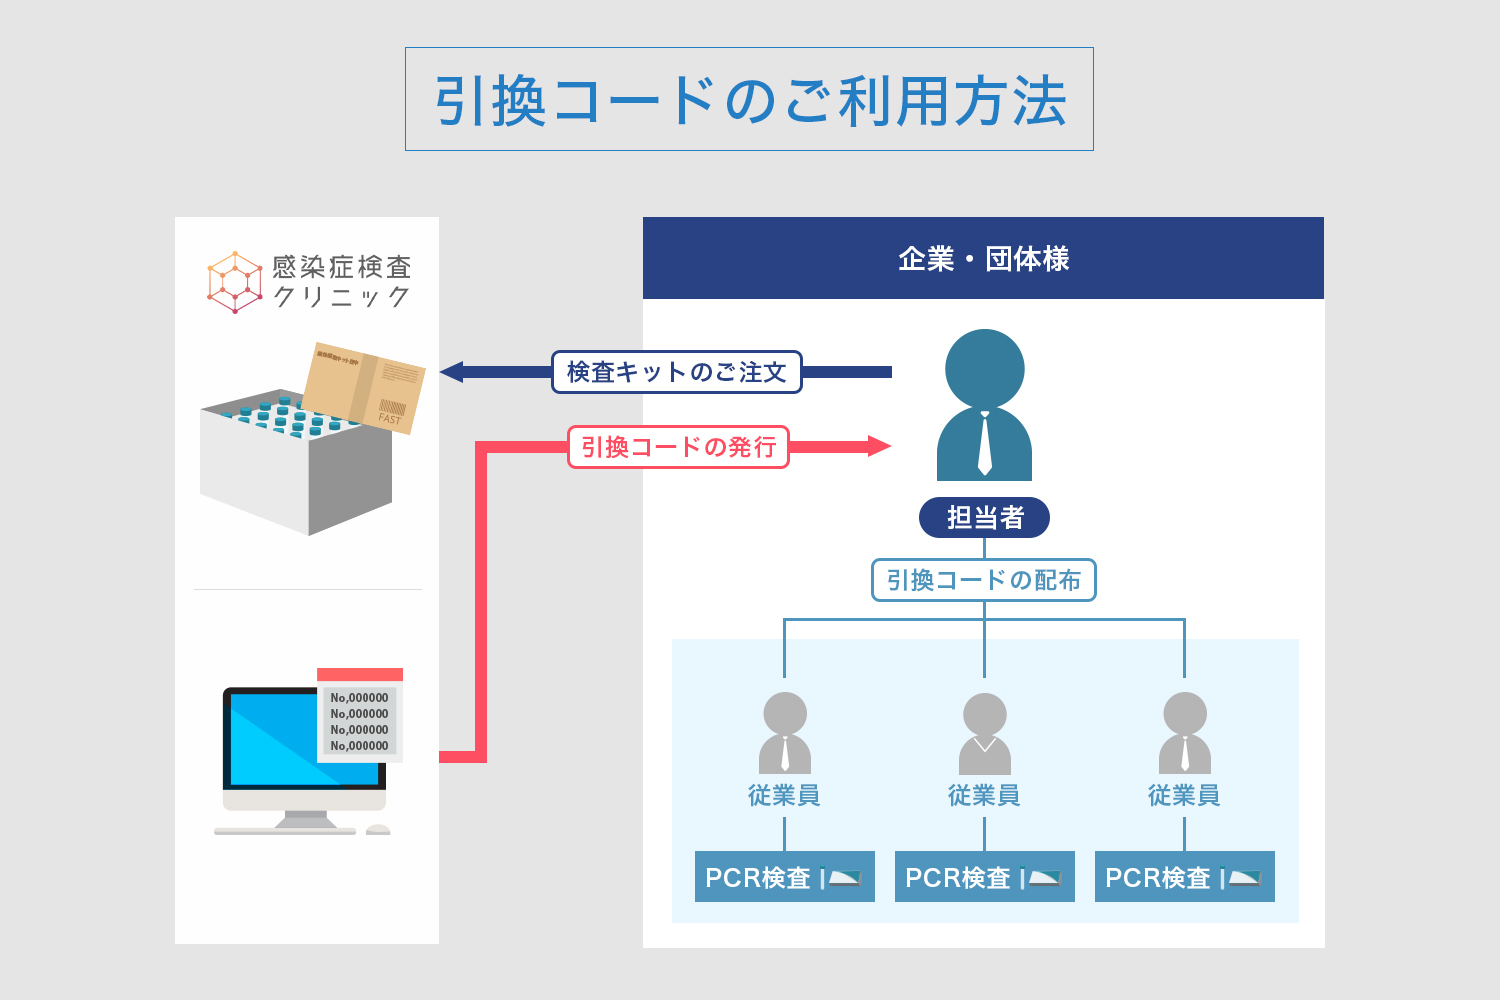 引換コードのご利用方法
感染症検査
クリニック
FAST
企業・団体様
検査キットのご注文
引換コードの発行
担当者
引換コードの配布
No,000000
No,000000
No,000000
No,000000
従業員
従業員
従業員
PCR検査
PCR検査
PCR検査